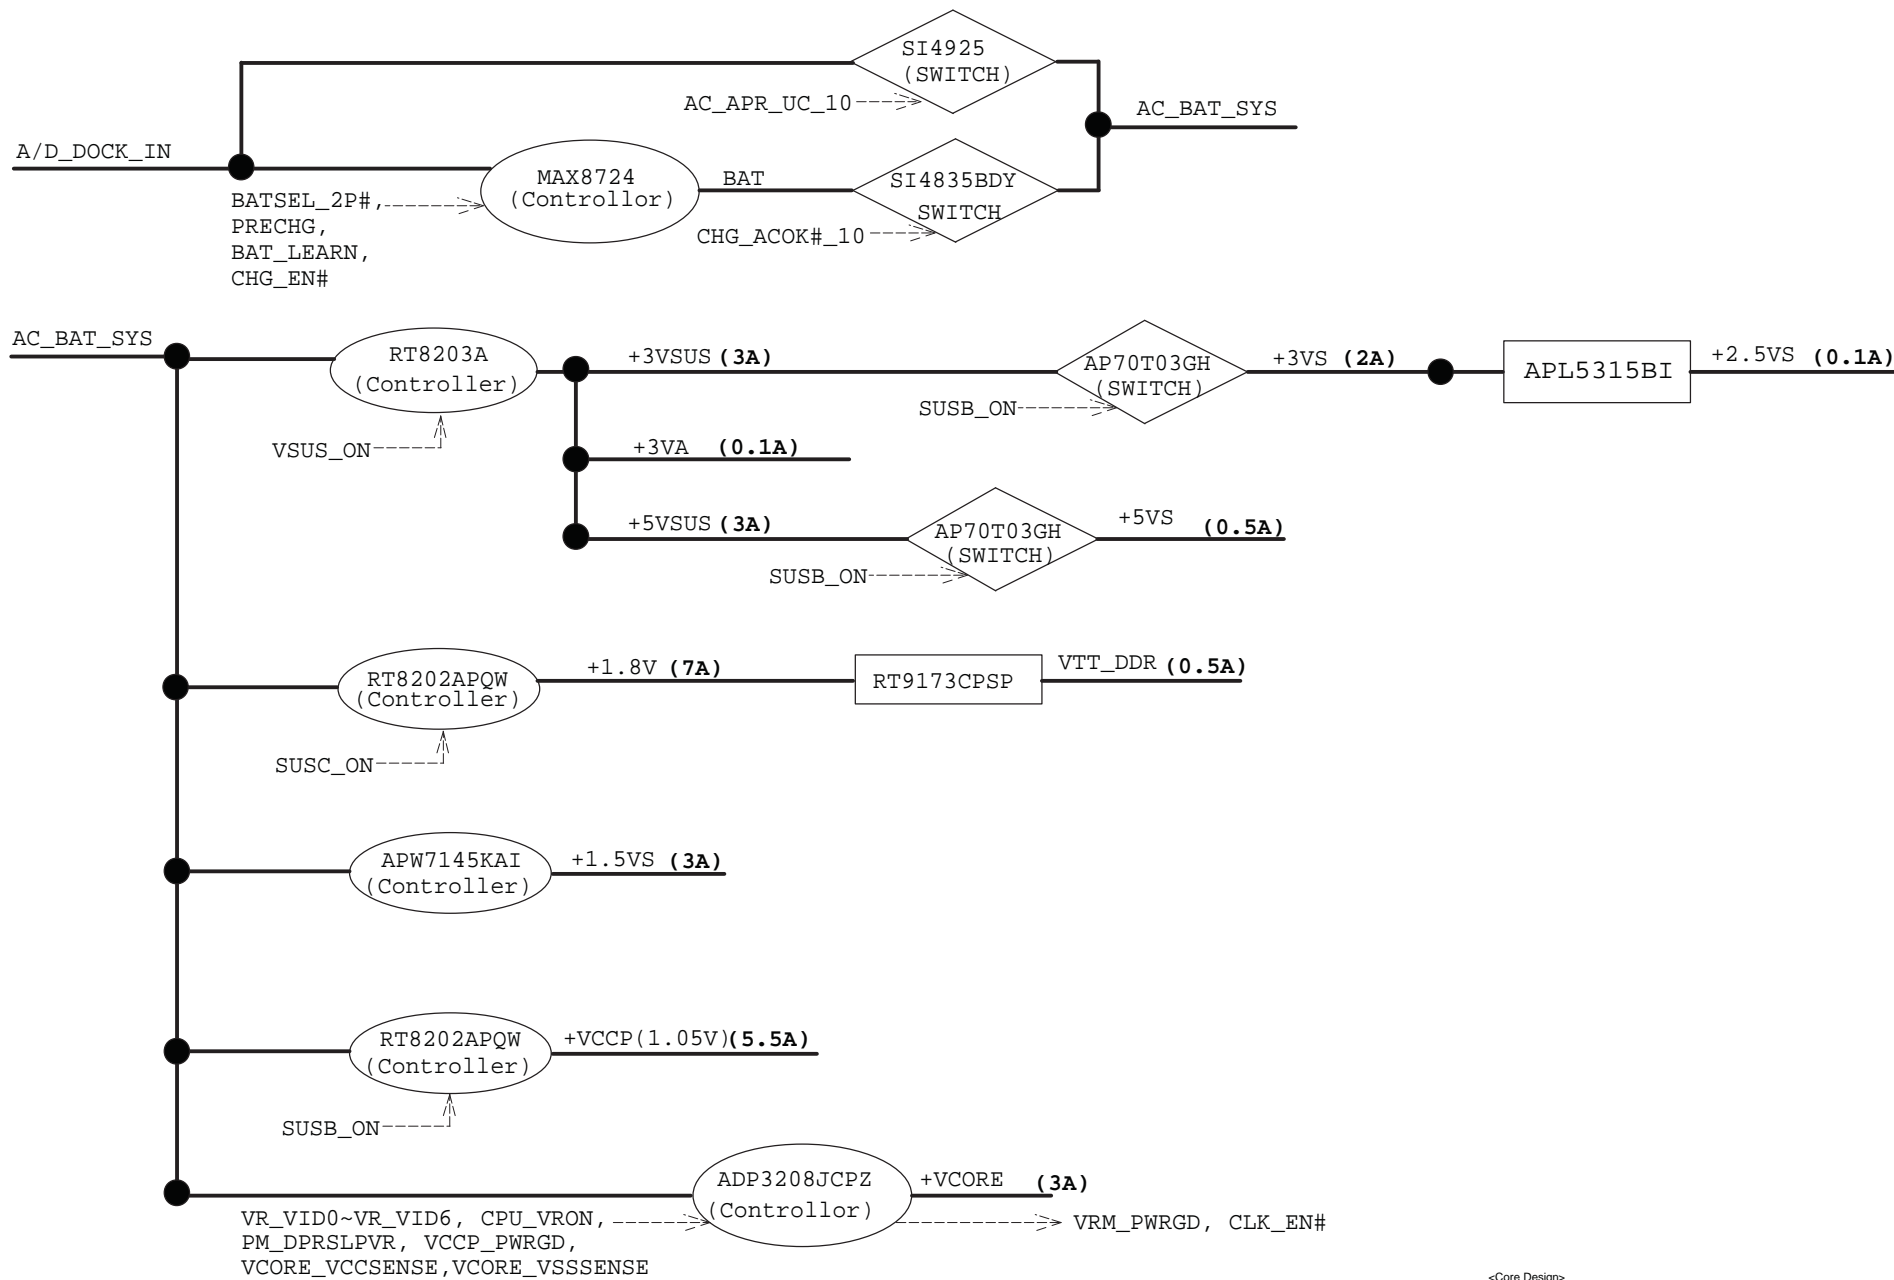 SI4925
(SWITCH)
AC_APR_UC_10
AC_BAT_SYS
A/D_DOCK_IN
MAX8724
(Controllor)
BAT
SI4835BDY
SWITCH
BATSEL_2P#,
PRECHG,
BAT_LEARN,
CHG_EN#
CHG_ACOK#_10
AC_BAT_SYS
RT8203A
(Controller)
+3VSUS (3A)
AP70T03GH
(SWITCH)
+3VS (2A)
APL5315BI
+2.5VS (0.1A)
SUSB_ON
VSUS_ON
+3VA (0.1A)
+5VSUS (3A)
AP70T03GH
(SWITCH)
+5VS (0.5A)
SUSB_ON
RT8202APQW
(Controller)
+1.8V (7A)
RT9173CPSP
VTT_DDR (0.5A)
SUSC_ON
APW7145KAI
(Controller)
+1.5VS (3A)
RT8202APQW
(Controller)
+VCCP(1.05V)(5.5A)
SUSB_ON
ADP3208JCPZ
(Controllor)
+VCORE (3A)
VR_VID0~VR_VID6, CPU_VRON,
PM_DPRSLPVR, VCCP_PWRGD,
VCORE_VCCSENSE,VCORE_VSSSENSE
VRM_PWRGD, CLK_EN#
<Core Design>